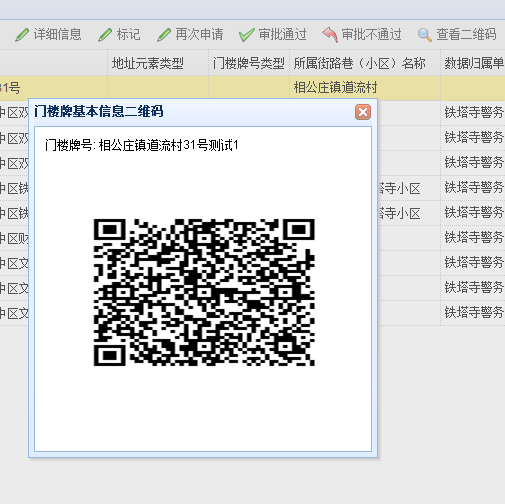 详细信息 标记 再次申请 审批通过 审批不通过 查看二维码
地址元素类型 门楼牌号类型 所属街路巷（小区）名称 数据归属单
31号 相公庄镇道流村
门楼牌基本信息二维码
门楼牌号: 相公庄镇道流村31号测试1
中区双 铁塔寺警务
中区双 铁塔寺警务
中区双 铁塔寺警务
中区铁 塔寺小区 铁塔寺警务
中区铁 塔寺小区 铁塔寺警务
中区财 铁塔寺警务
中区文 铁塔寺警务
中区文 铁塔寺警务
中区文 铁塔寺警务